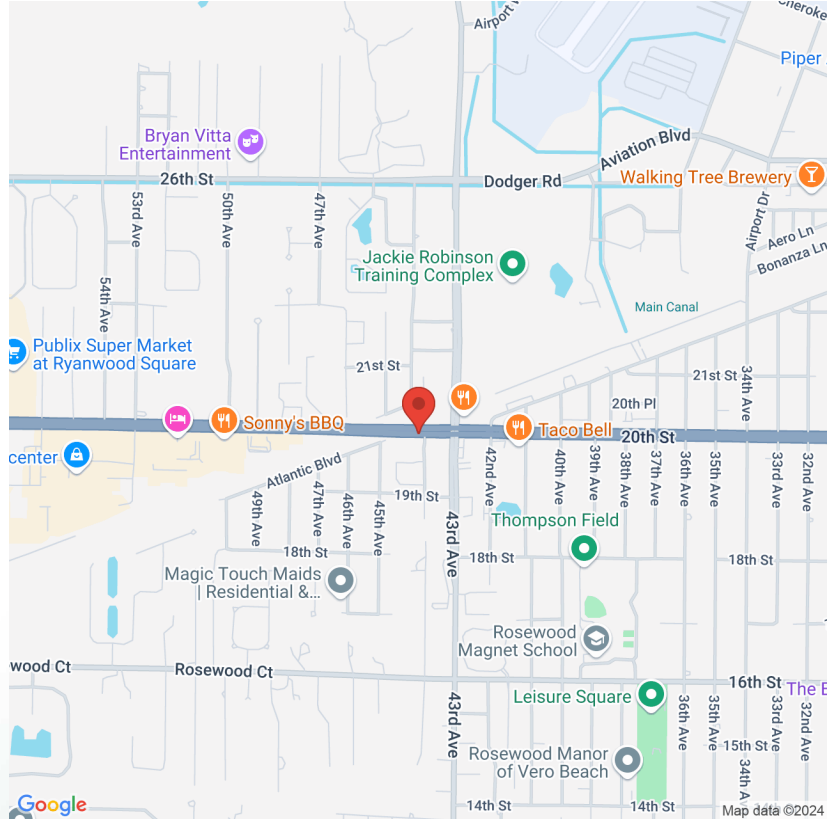 Airport
Cheroke
Piper
Bryan Vitta
Entertainment
Aviation Blvd
26th St
Dodger Rd
Walking Tree Brewery
53rd Ave
50th Ave
47th Ave
Airport Dr
Aero Ln
Bonanza Ln
Jackie Robinson
Training Complex
54th Ave
Main Canal
Publix Super Market
at Ryanwood Square
21st St
21st St
34th Ave
20th Pl
Sonny's BBQ
Taco Bell
20th St
center
Atlantic Blvd
42nd Ave
40th Ave
39th Ave
38th Ave
37th Ave
36th Ave
35th Ave
33rd Ave
32nd Ave
49th Ave
47th Ave
46th Ave
45th Ave
19th St
43rd Ave
Thompson Field
18th St
18th St
18th St
Magic Touch Maids
| Residential &...
Rosewood
Magnet School
wood Ct
Rosewood Ct
16th St
The E
Leisure Square
43rd Ave
36th Ave
35th Ave
33rd Ave
32nd Ave
15th St
34th Ave
Rosewood Manor
of Vero Beach
14th St
14th St
Google
Map data ©2024